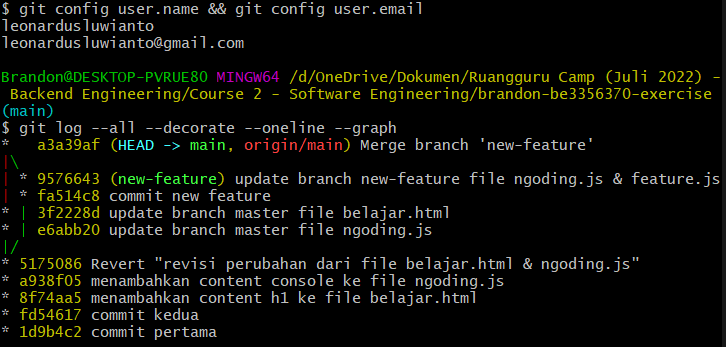 $ git config user.name && git config user.email
leonardusluwianto
leonardusluwianto@gmail.com
Brandon@DESKTOP-PVRUE80 MINGW64 /d/OneDrive/Dokumen/Ruangguru Camp (Juli 2022) -
 Backend Engineering/Course 2 - Software Engineering/brandon-be3356370-exercise
(main)
$ git log --all --decorate --oneline --graph
*   a3a39af (HEAD -> main, origin/main) Merge branch 'new-feature'
|\
| * 9576643 (new-feature) update branch new-feature file ngoding.js & feature.js
| * fa514c8 commit new feature
* | 3f2228d update branch master file belajar.html
* | e6abb20 update branch master file ngoding.js
|/
* 5175086 Revert "revisi perubahan dari file belajar.html & ngoding.js"
* a938f05 menambahkan content console ke file ngoding.js
* 8f74aa5 menambahkan content h1 ke file belajar.html
* fd54617 commit kedua
* 1d9b4c2 commit pertama